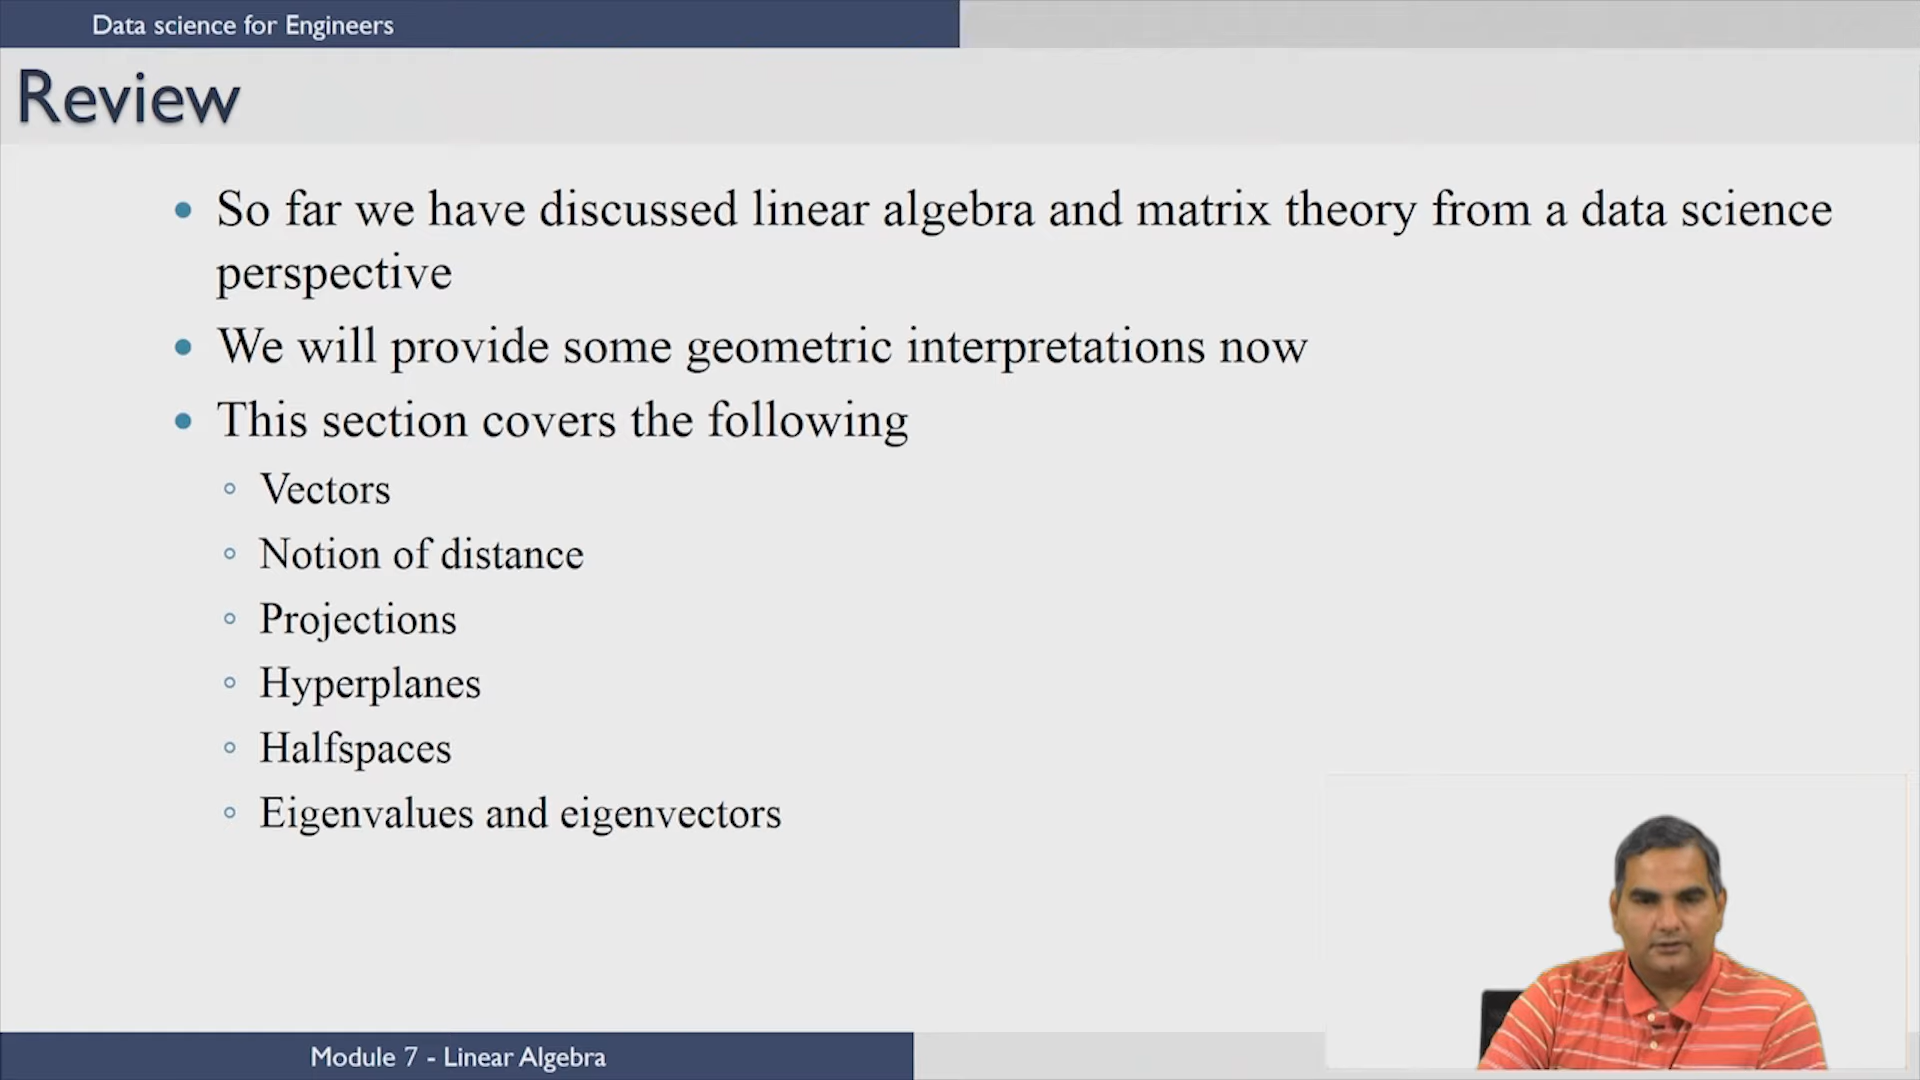 Data science for Engineers
Review
So far we have discussed linear algebra and matrix theory from a data science
perspective
We will provide some geometric interpretations now
This section covers the following
Vectors
Notion of distance
Projections
Hyperplanes
Halfspaces
Eigenvalues and eigenvectors
Module 7 - Linear Algebra